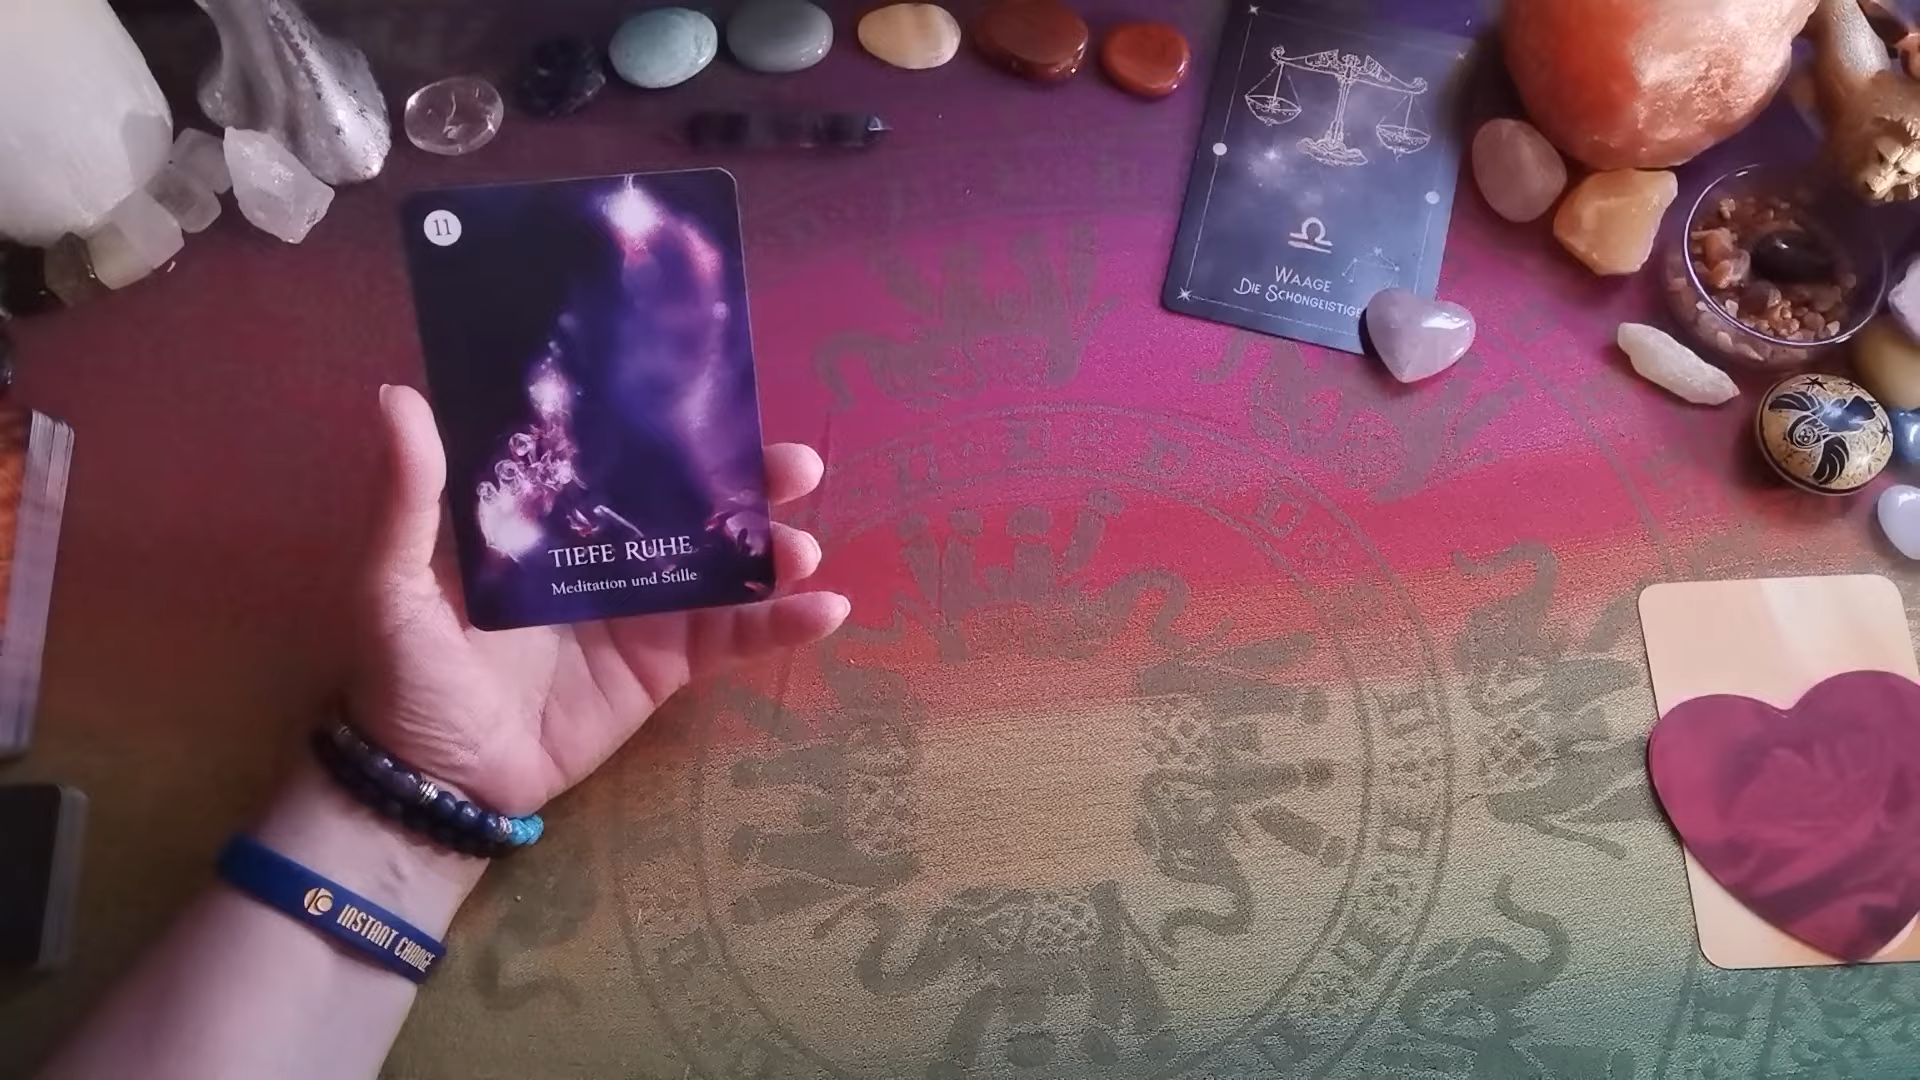 11
TIEFE RUHE
Meditation und Stille
WAAGE
DIE SCHÖNGEISTIGE
INSTANT CHANGE